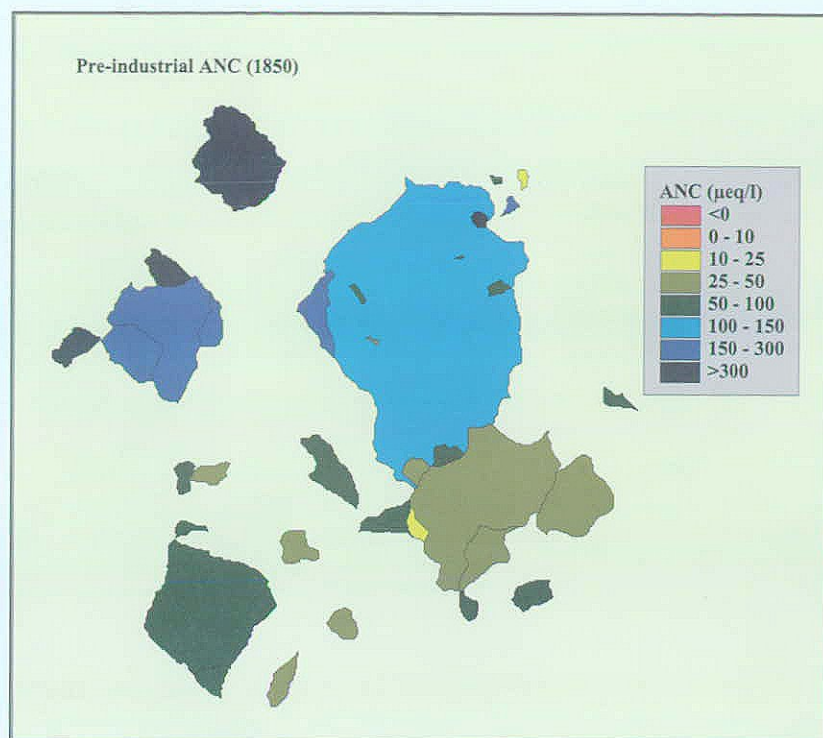 Pre-industrial ANC (1850)
ANC (µeq/l)
<0
0 - 10
10 - 25
25 - 50
50 - 100
100 - 150
150 - 300
>300